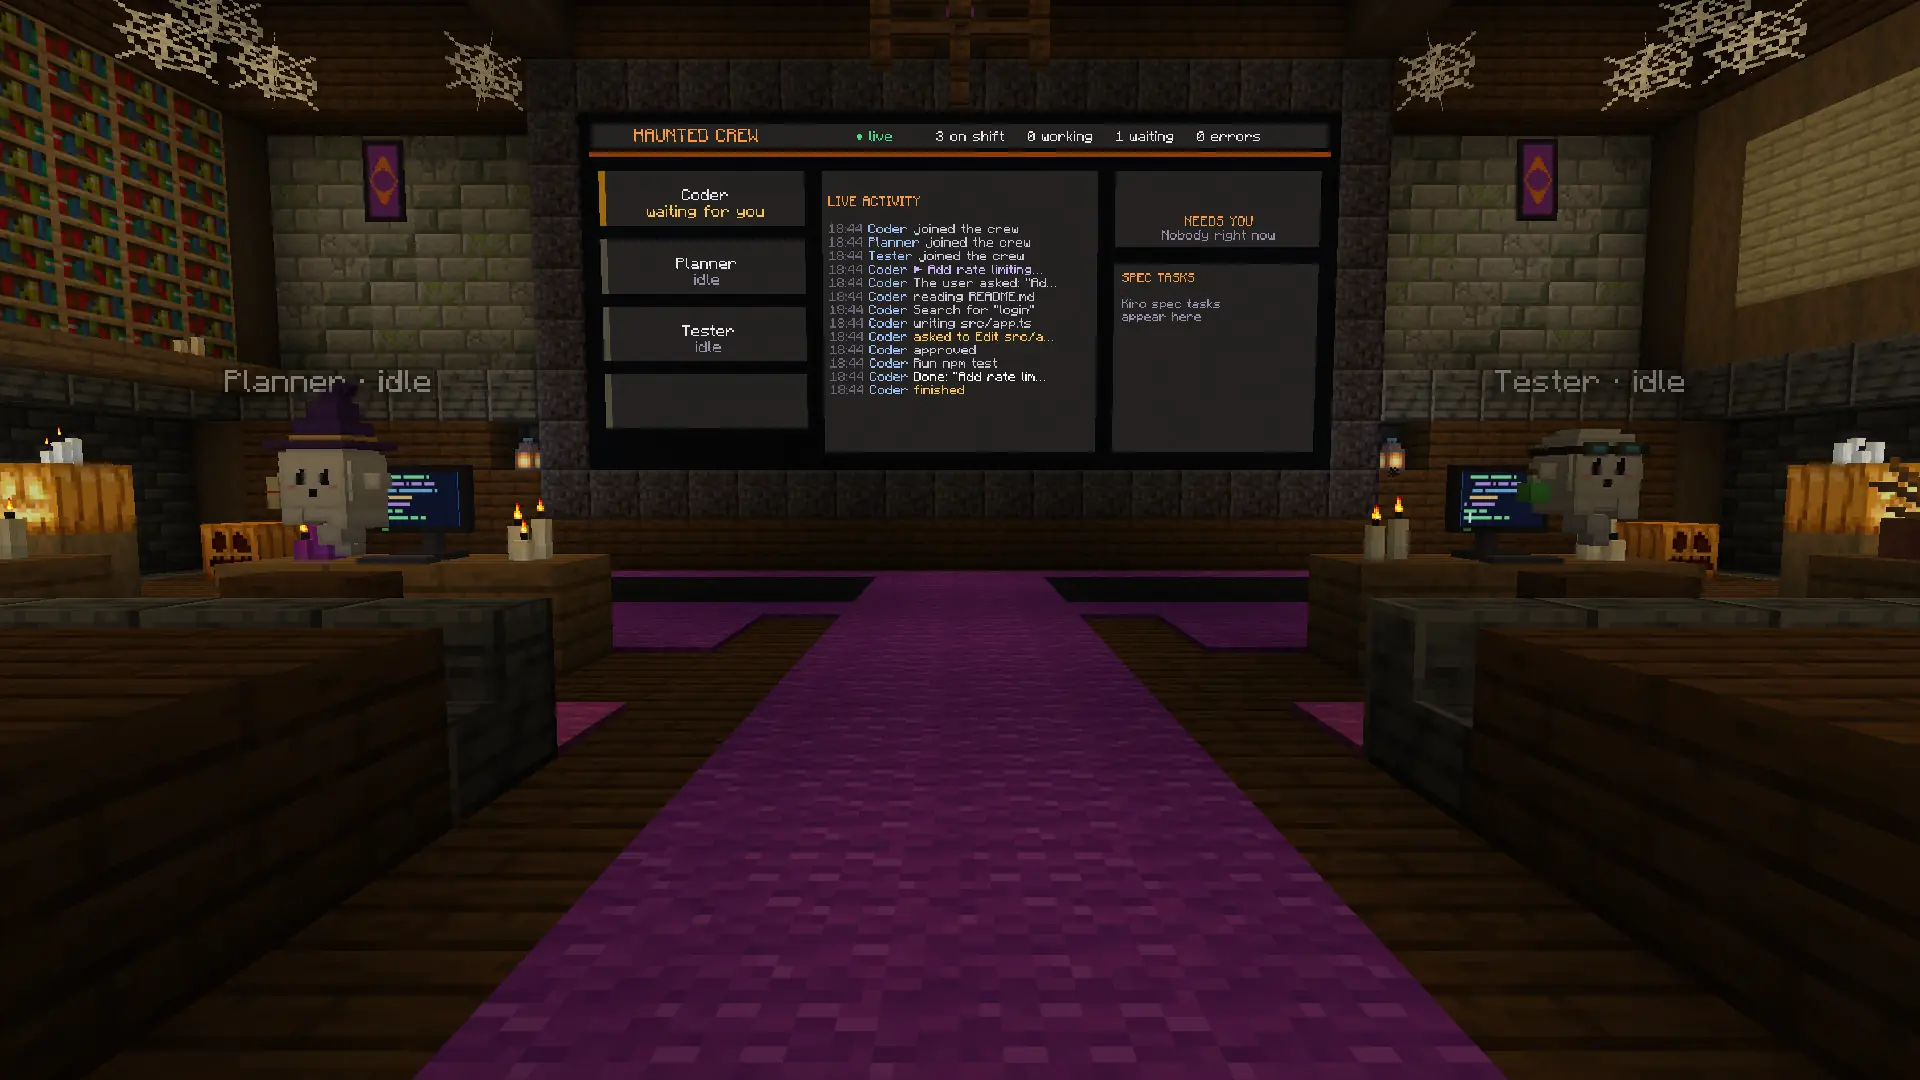 HAUNTED CREW
• live
3 on shift
0 working
1 waiting
0 errors
Coder
waiting for you
Planner
idle
Tester
idle
LIVE ACTIVITY
18:44 Coder joined the crew
18:44 Planner joined the crew
18:44 Tester joined the crew
18:44 Coder ► Add rate limiting...
18:44 Coder The user asked: "Ad...
18:44 Coder reading README.md
18:44 Coder Search for "login"
18:44 Coder writing src/app.ts
18:44 Coder asked to Edit src/a...
18:44 Coder approved
18:44 Coder Run npm test
18:44 Coder Done: "Add rate lim...
18:44 Coder finished
NEEDS YOU
Nobody right now
SPEC TASKS
Kiro spec tasks
appear here
Planner · idle
Tester · idle